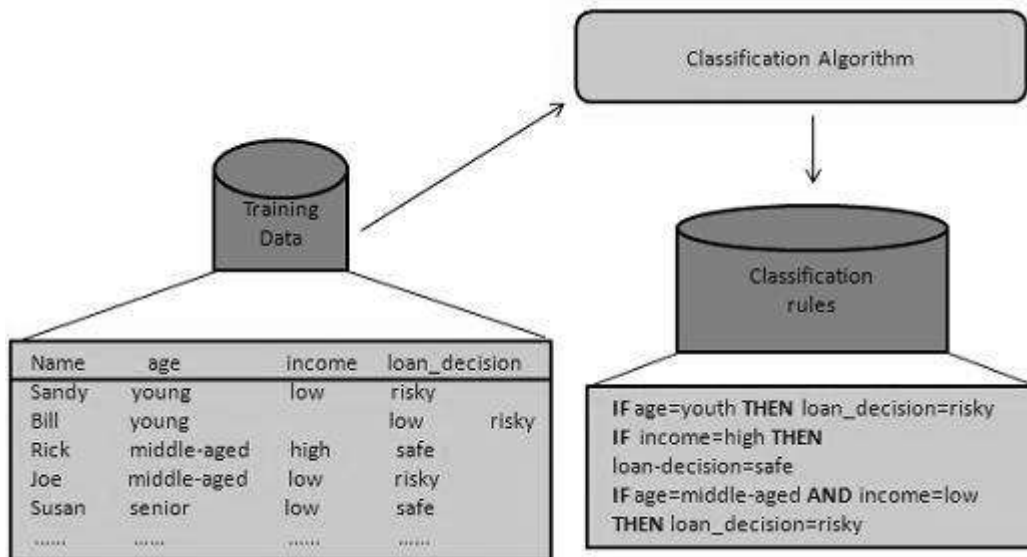 Classification Algorithm
Training
Data
Classification
rules
Name age income loan_decision
Sandy young low risky
Bill young low risky
Rick middle-aged high safe
Joe middle-aged low risky
Susan senior low safe
...... ...... ...... ......
IF age=youth THEN loan_decision=risky
IF income=high THEN
loan-decision=safe
IF age=middle-aged AND income=low
THEN loan_decision=risky